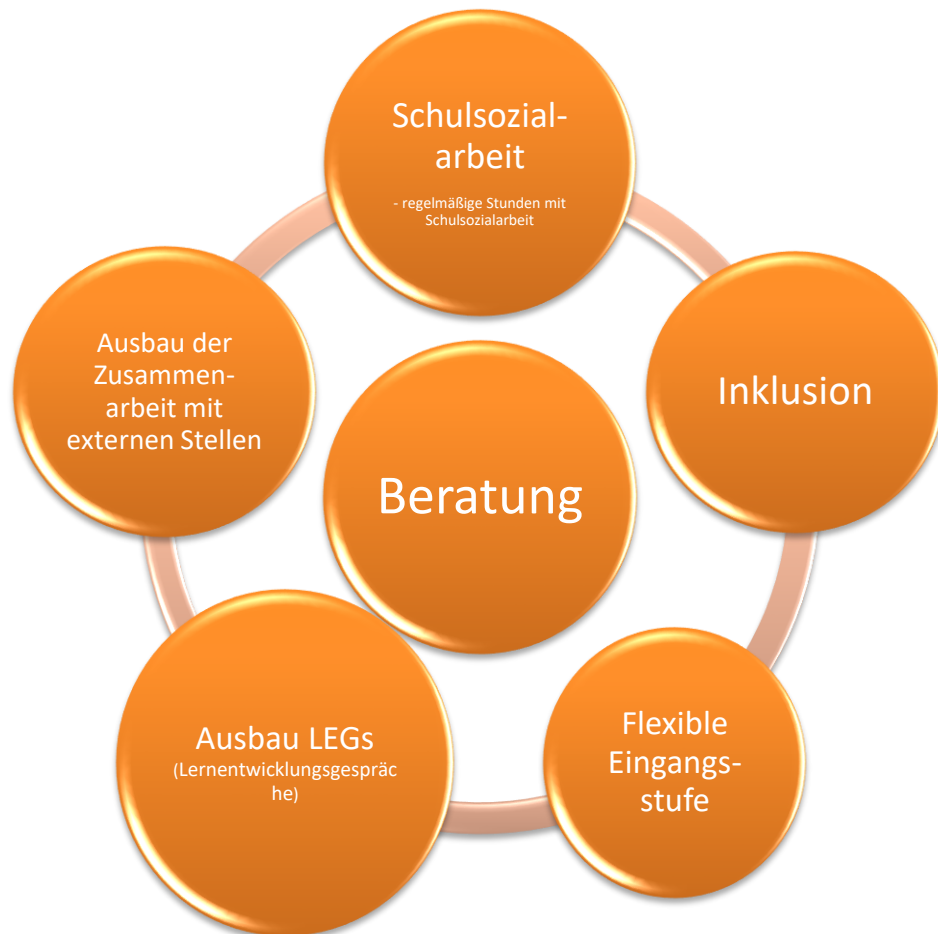 Schulsozial-
arbeit
- regelmäßige Stunden mit
Schulsozialarbeit
Inklusion
Flexible
Eingangs-
stufe
Ausbau LEGs
(Lernentwicklungsgespräc
he)
Ausbau der
Zusammen-
arbeit mit
externen Stellen
Beratung